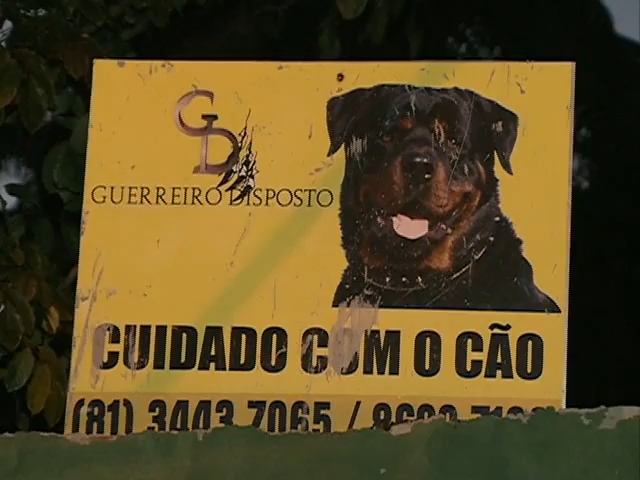 GD
GUERREIRO DISPOSTO
CUIDADO COM O CÃO
(81) 3443.7065 /